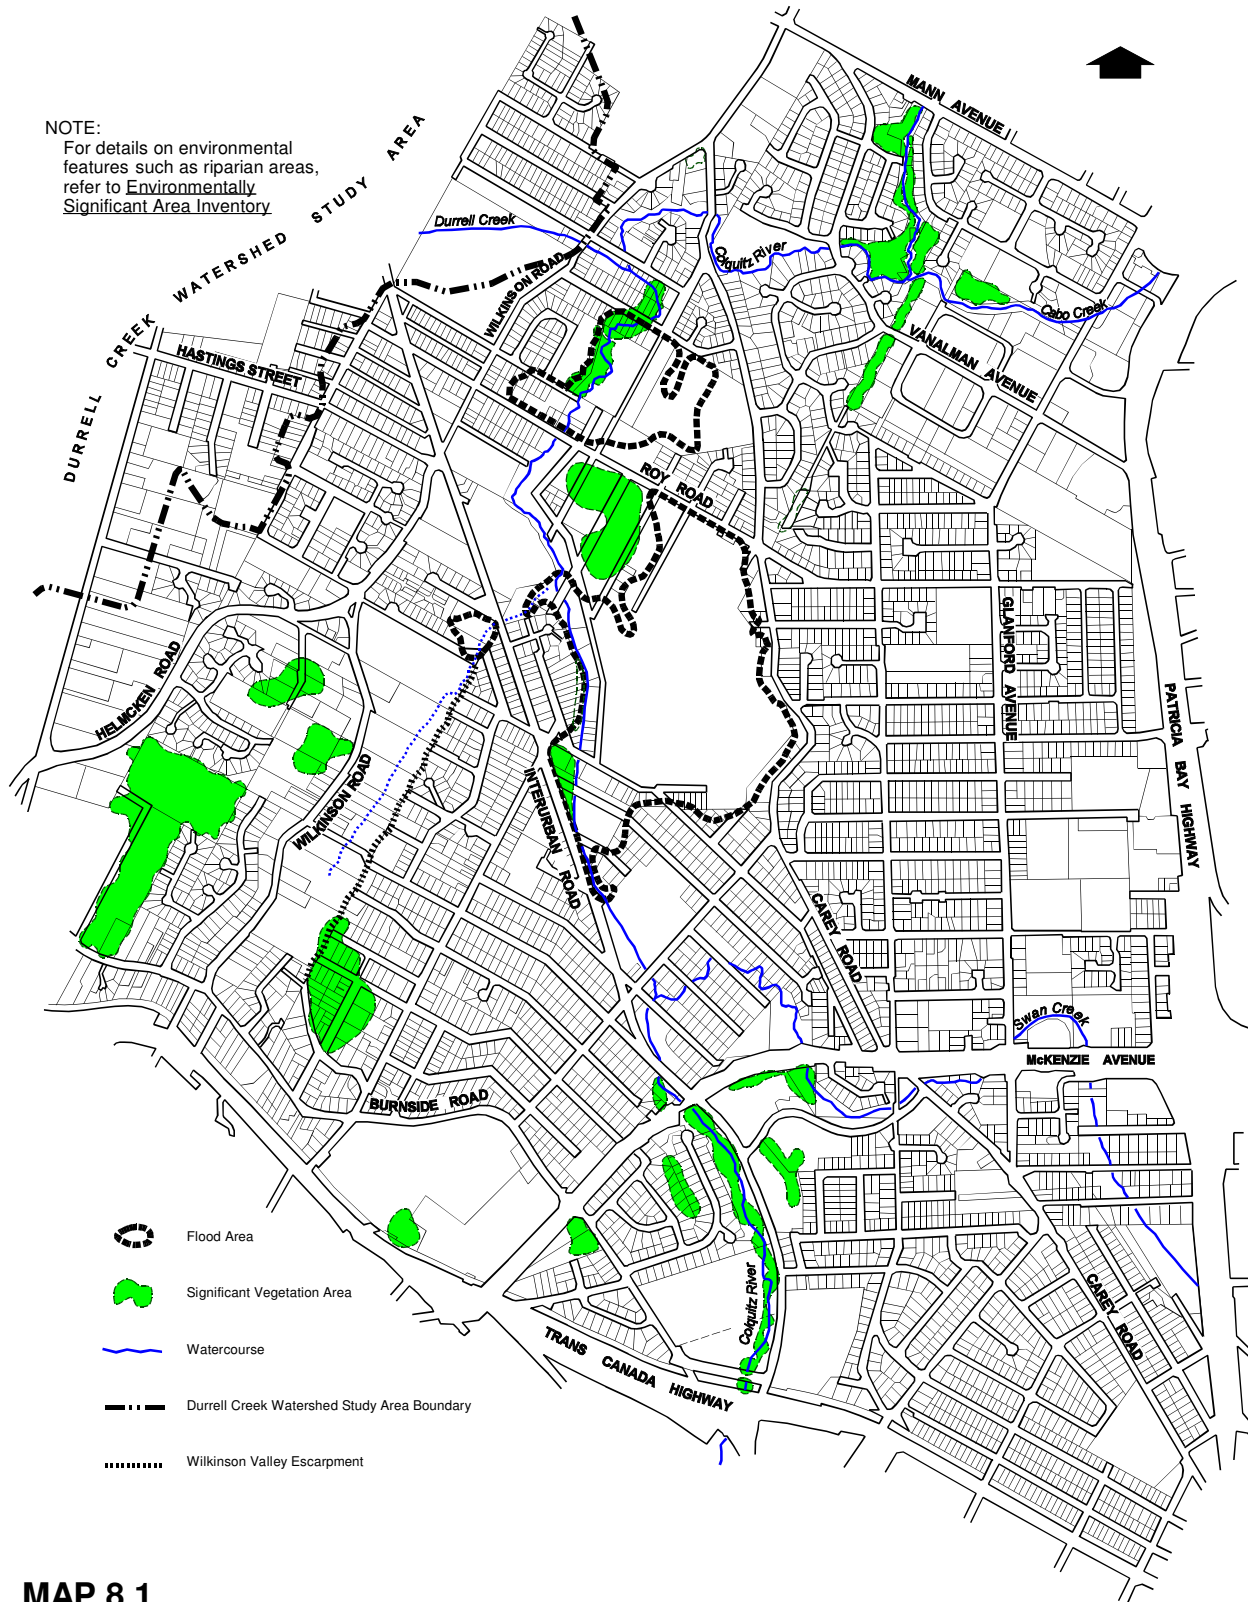 MANN AVENUE
NOTE:
For details on environmental
features such as riparian areas,
refer to Environmentally
Significant Area Inventory
DURRELL CREEK WATERSHED STUDY AREA
Durrell Creek
Colquitz River
WILKINSON ROAD
Cabo Creek
VANALMAN AVENUE
HASTINGS STREET
ROY ROAD
GLANFORD AVENUE
HELMCKEN ROAD
PATRICIA BAY HIGHWAY
WILKINSON ROAD
INTERURBAN ROAD
CAREY ROAD
Swan Creek
McKENZIE AVENUE
BURNSIDE ROAD
Flood Area
Significant Vegetation Area
Colquitz River
CAREY ROAD
Watercourse
TRANS CANADA HIGHWAY
Durrell Creek Watershed Study Area Boundary
Wilkinson Valley Escarpment
MAP 8.1